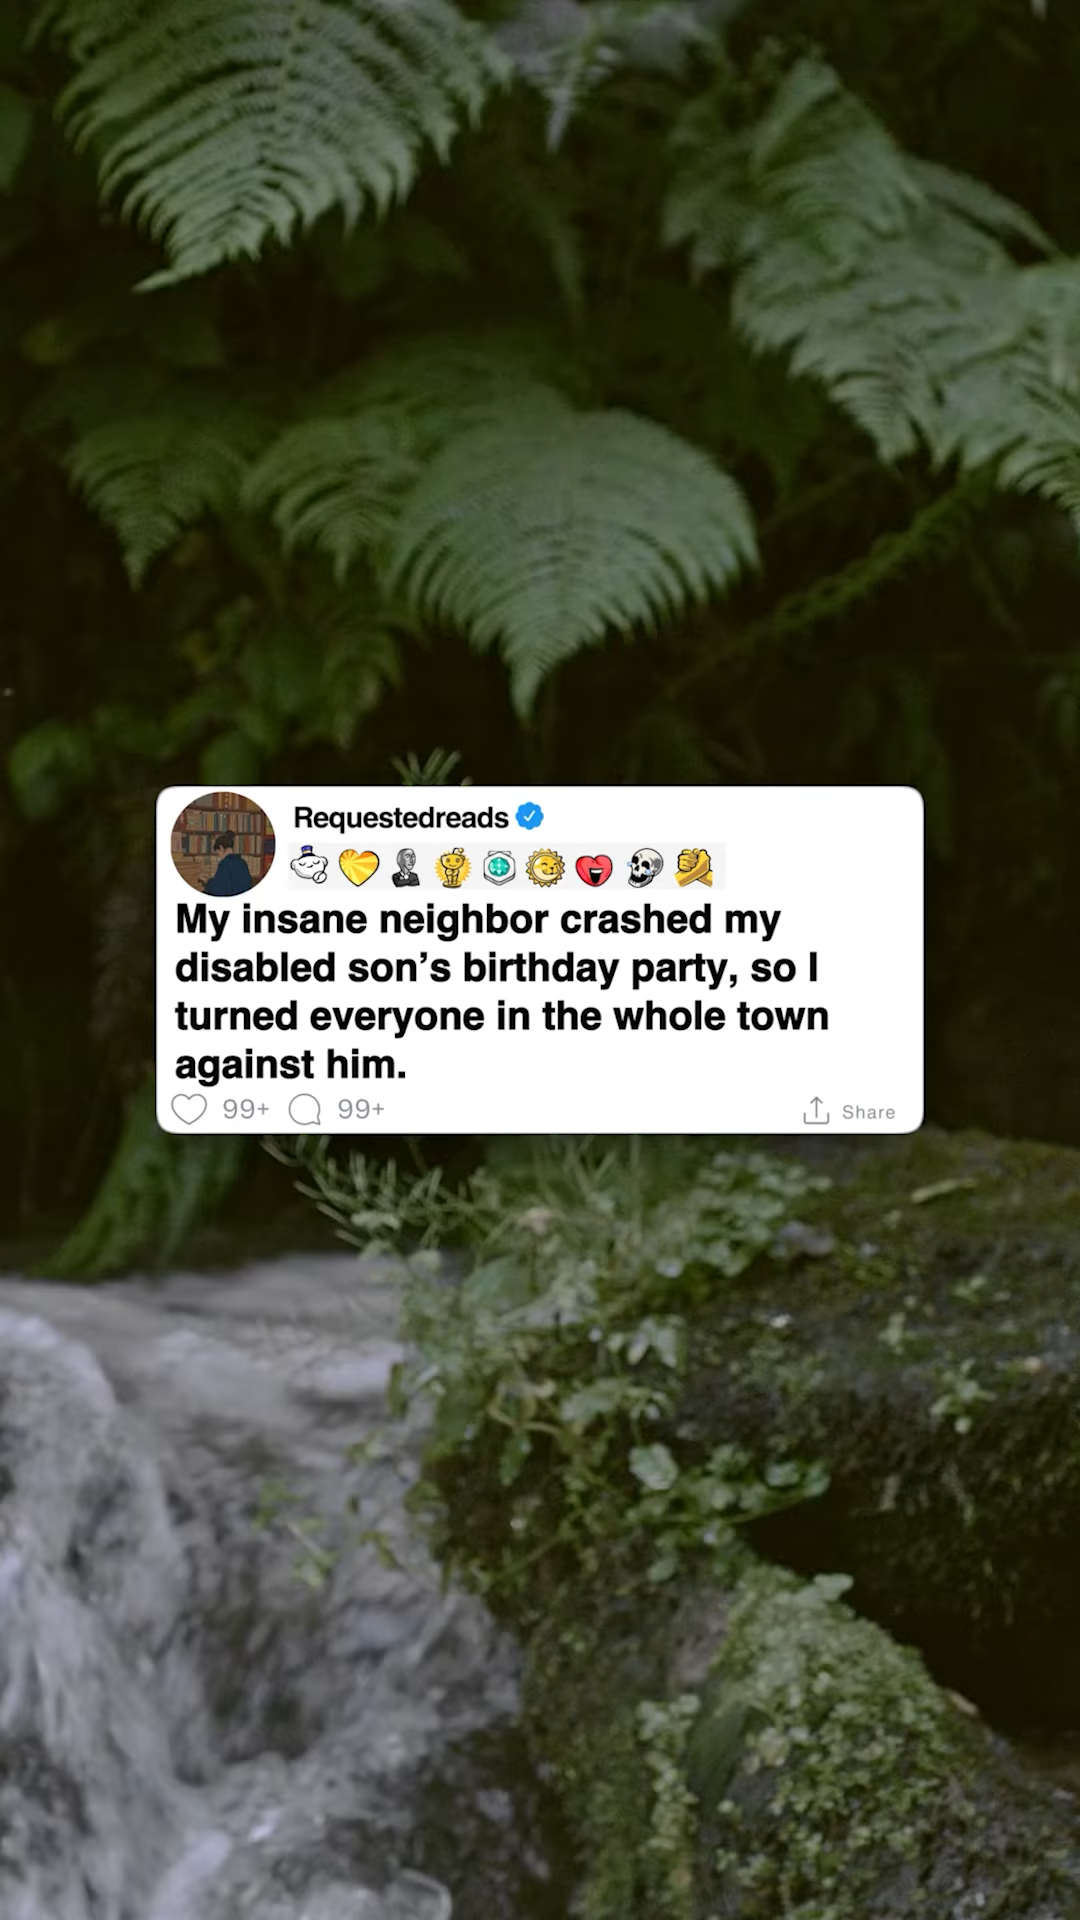 Requestedreads
My insane neighbor crashed my
disabled son’s birthday party, so I
turned everyone in the whole town
against him.
99+ 99+ Share